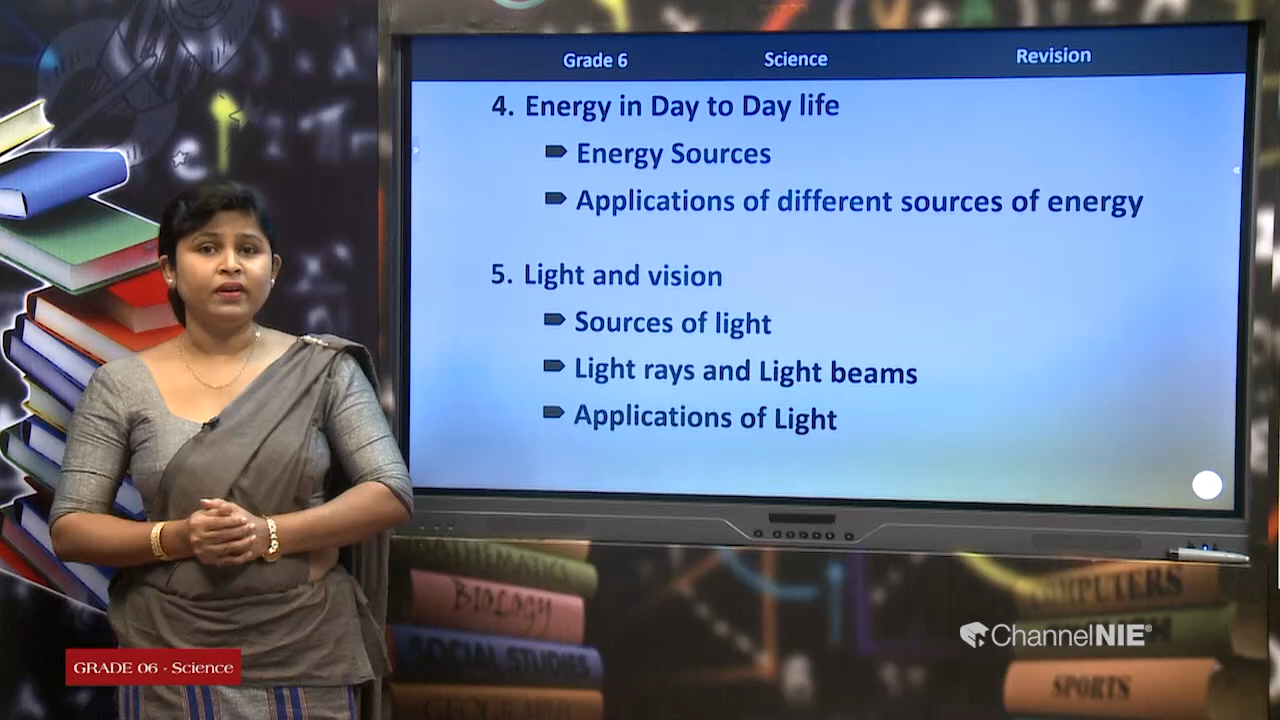 Grade 6 Science Revision
4. Energy in Day to Day life
Energy Sources
Applications of different sources of energy
5. Light and vision
Sources of light
Light rays and Light beams
Applications of Light
MATHEMATICS
BIOLOGY
SOCIAL STUDIES
GEOGRAPHY
COMPUTERS
SPORTS
ChannelNIE®
GRADE 06 - Science